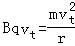 Bqv_t = mv_t^2 / r